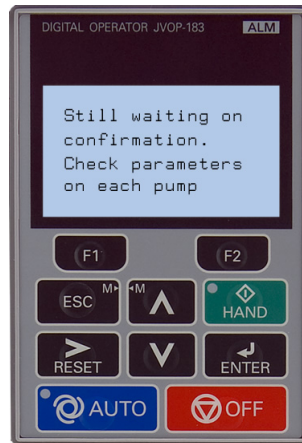 DIGITAL OPERATOR JVOP-183 ALM
Still waiting on
confirmation.
Check parameters
on each pump
F1 F2
ESC M M HAND
RESET ENTER
AUTO OFF